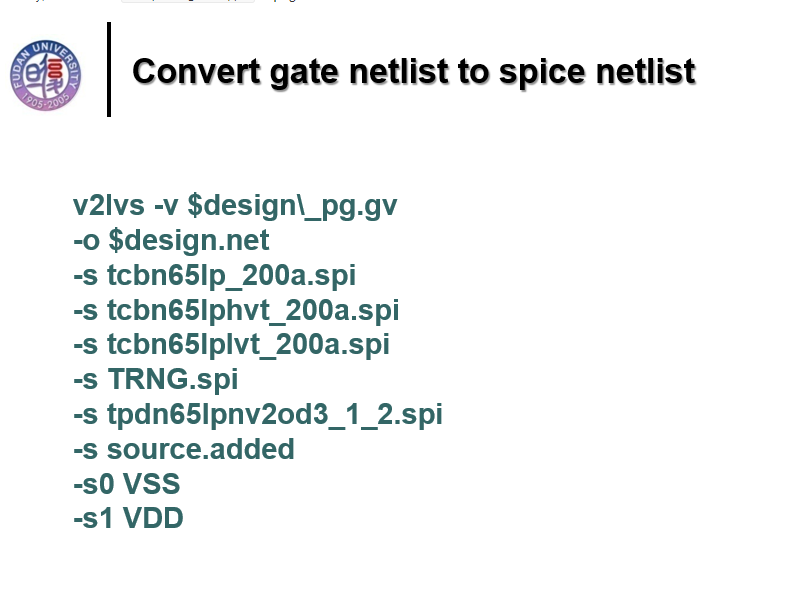 FUDAN UNIVERSITY
1905-2005
Convert gate netlist to spice netlist
v2lvs -v $design\_pg.gv
-o $design.net
-s tcbn65lp_200a.spi
-s tcbn65lphvt_200a.spi
-s tcbn65lplvt_200a.spi
-s TRNG.spi
-s tpdn65lpnv2od3_1_2.spi
-s source.added
-s0 VSS
-s1 VDD